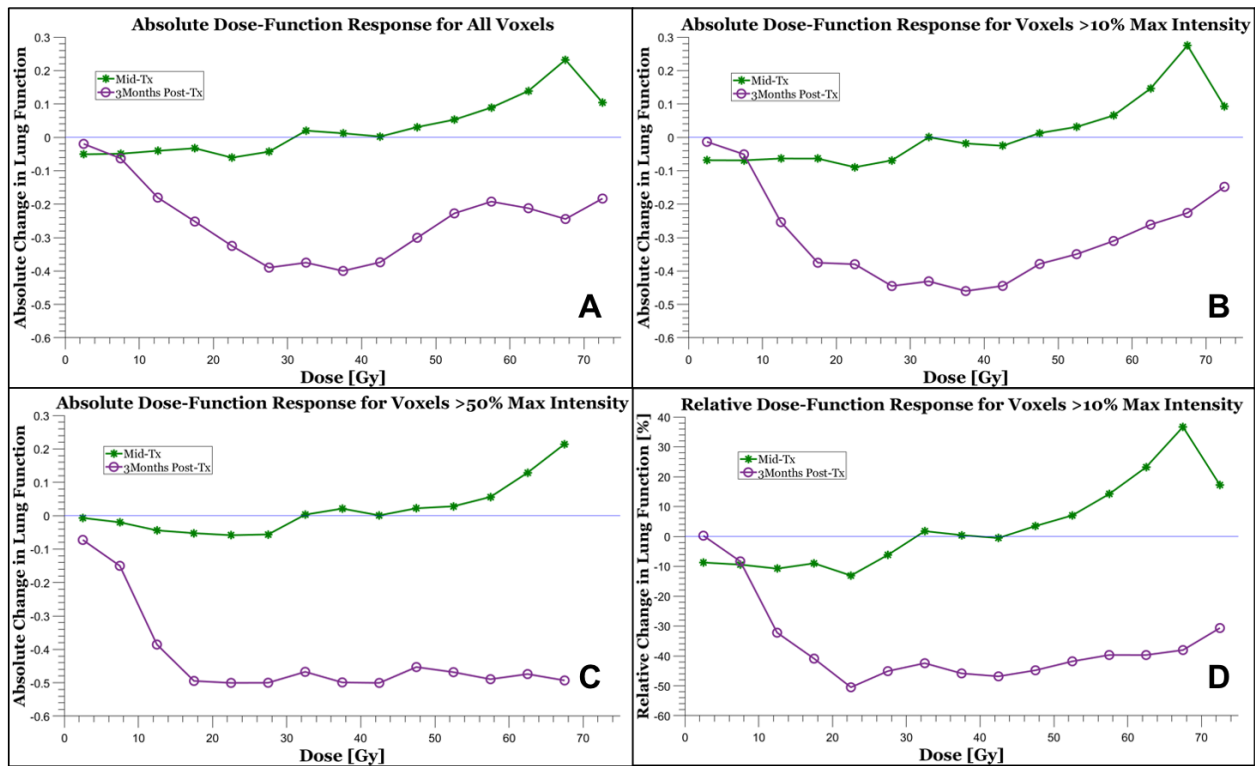 Absolute Dose-Function Response for All Voxels
Absolute Change in Lung Function
0.3
0.2
0.1
0
-0.1
-0.2
-0.3
-0.4
-0.5
-0.6
Mid-Tx
3Months Post-Tx
A
0 10 20 30 40 50 60 70
Dose [Gy]
Absolute Dose-Function Response for Voxels >10% Max Intensity
Absolute Change in Lung Function
0.3
0.2
0.1
0
-0.1
-0.2
-0.3
-0.4
-0.5
-0.6
Mid-Tx
3Months Post-Tx
B
0 10 20 30 40 50 60 70
Dose [Gy]
Absolute Dose-Function Response for Voxels >50% Max Intensity
Absolute Change in Lung Function
0.3
0.2
0.1
0
-0.1
-0.2
-0.3
-0.4
-0.5
-0.6
Mid-Tx
3Months Post-Tx
C
0 10 20 30 40 50 60 70
Dose [Gy]
Relative Dose-Function Response for Voxels >10% Max Intensity
Relative Change in Lung Function [%]
40
30
20
10
0
-10
-20
-30
-40
-50
-60
Mid-Tx
3Months Post-Tx
D
0 10 20 30 40 50 60 70
Dose [Gy]